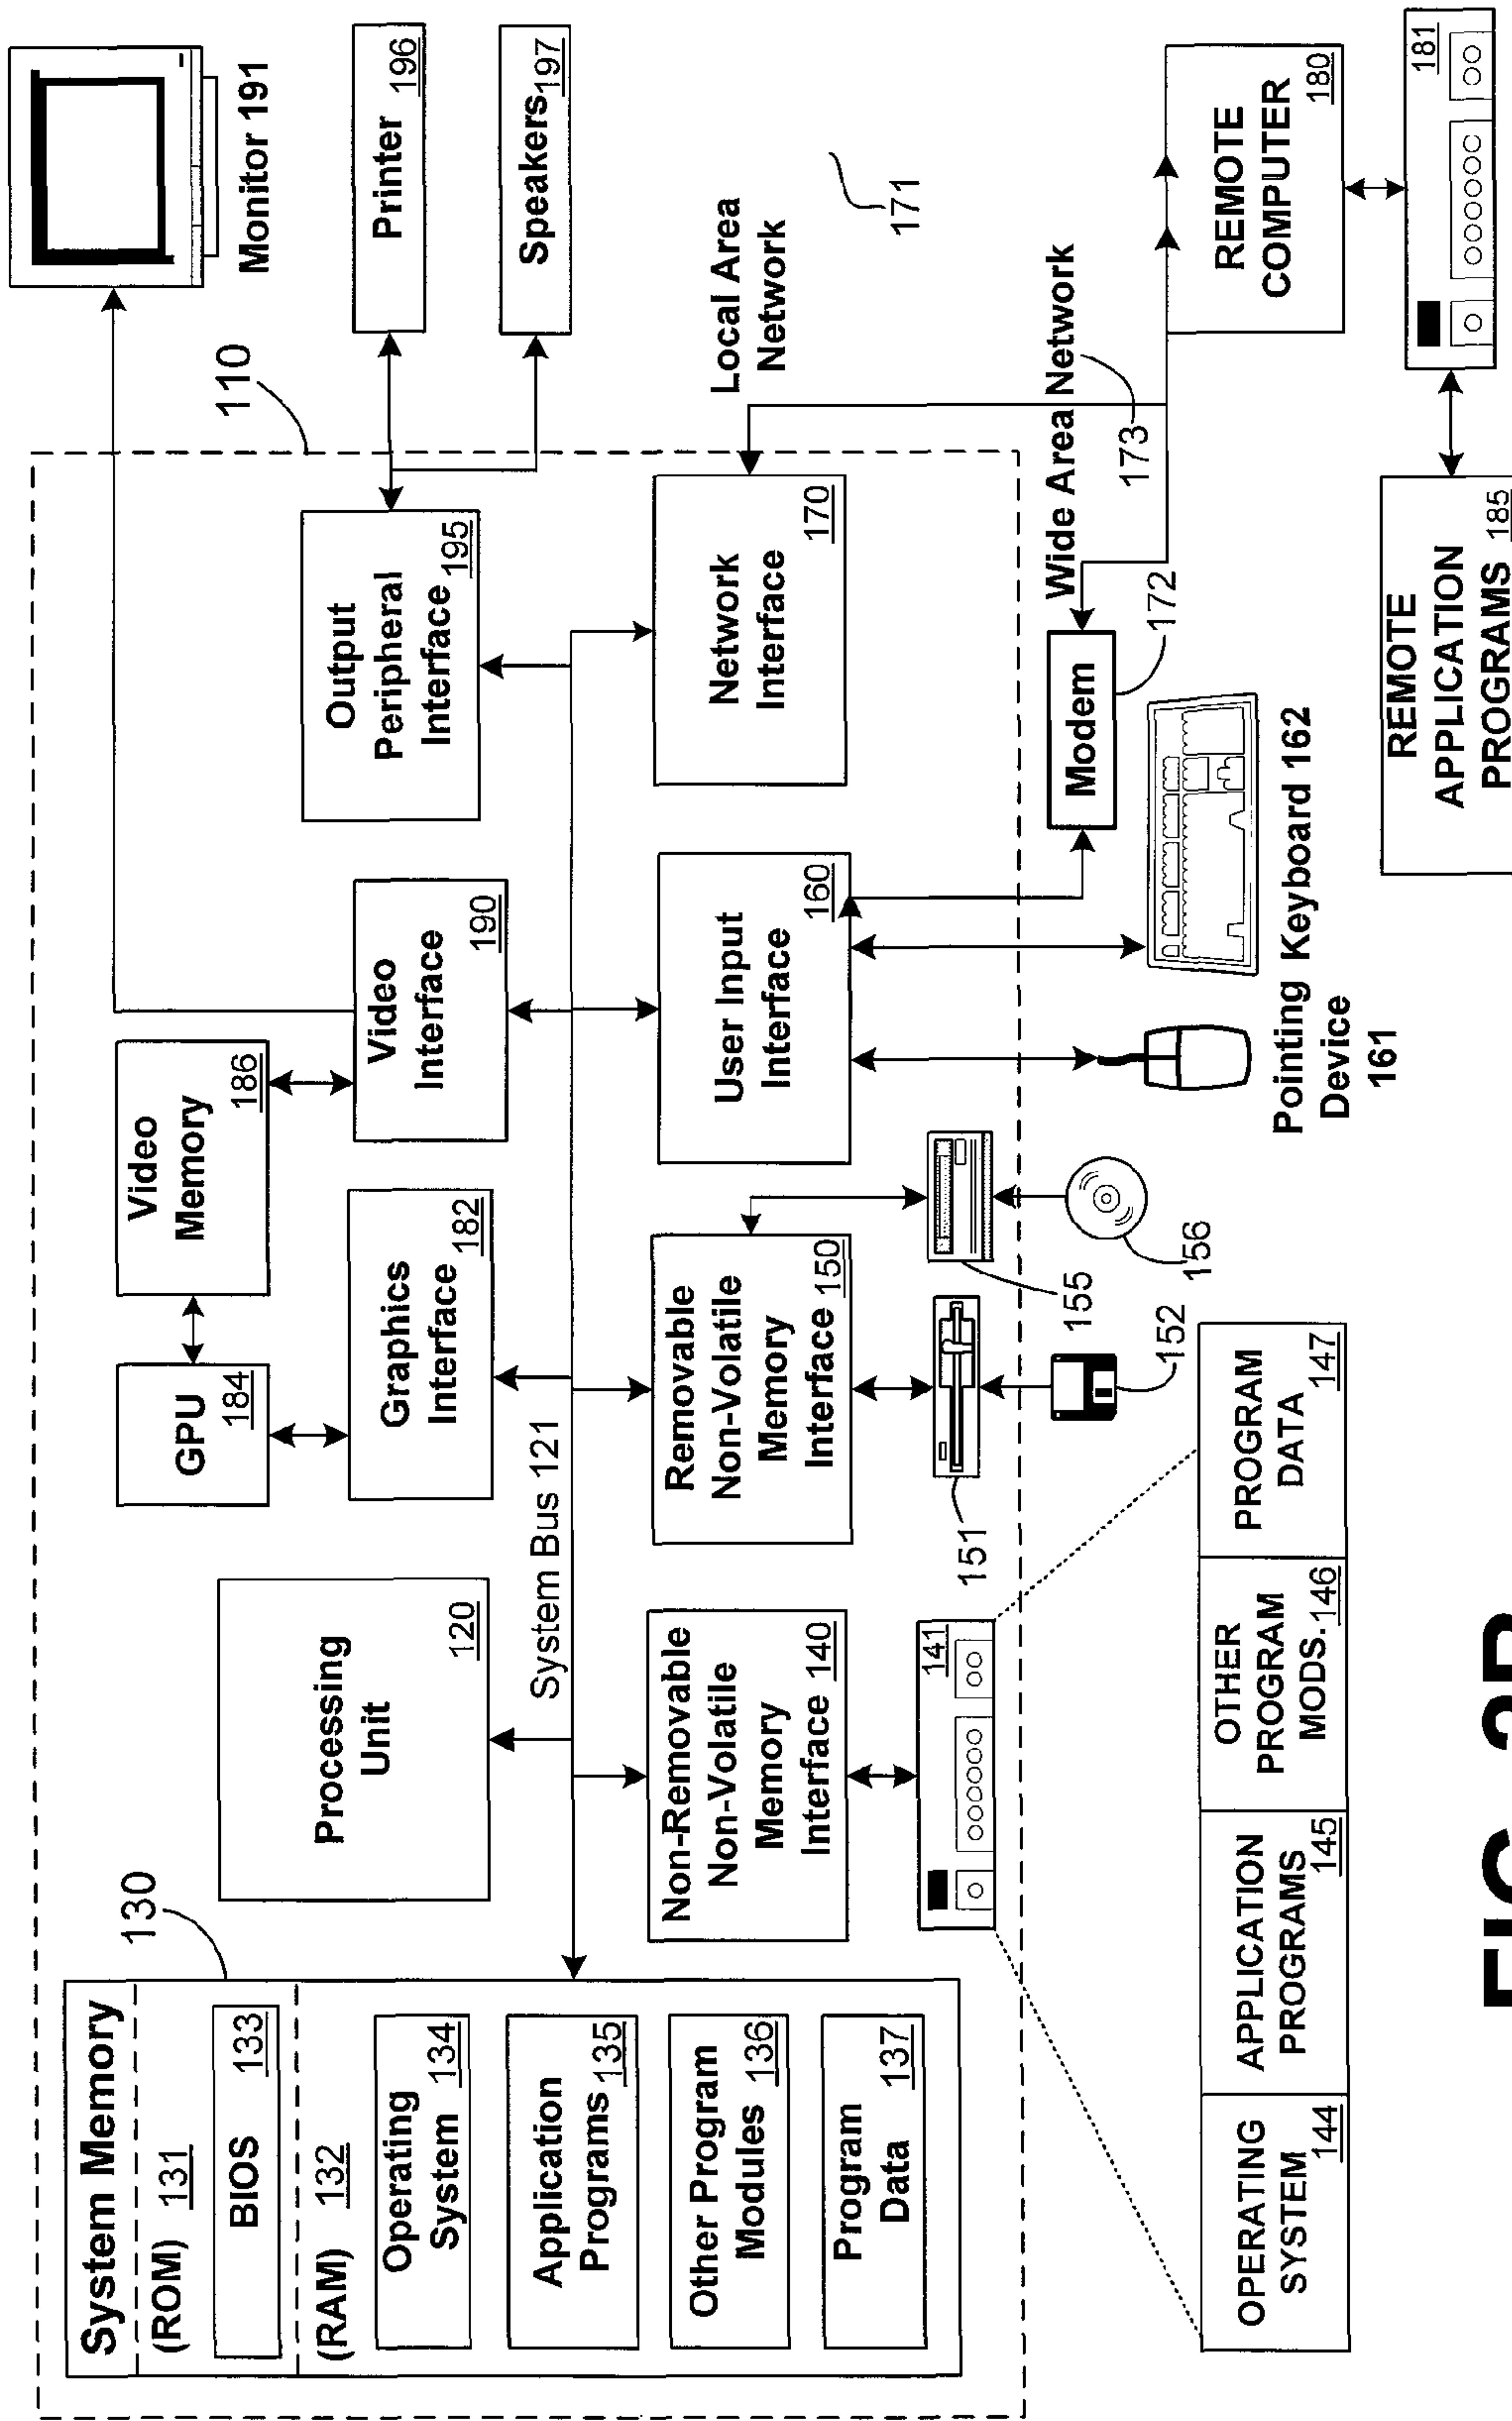 System Memory
(ROM) 131
BIOS 133
(RAM) 132
Operating
System 134
Application
Programs 135
Other Program
Modules 136
Program
Data 137
130
Processing
Unit
120
System Bus 121
GPU
184
Video
Memory
186
Graphics
Interface
182
Video
Interface
190
Output
Peripheral
Interface 195
110
Monitor 191
Printer
196
Speakers 197
Non-Removable
Non-Volatile
Memory
Interface 140
Removable
Non-Volatile
Memory
Interface 150
User Input
Interface
160
Network
Interface
170
Local Area
Network
171
141
151
152
155
156
Pointing
Device
161
Keyboard 162
Modem
172
Wide Area Network
173
REMOTE
COMPUTER
180
181
OPERATING
SYSTEM
144
APPLICATION
PROGRAMS
145
OTHER
PROGRAM
MODS. 146
PROGRAM
DATA
147
REMOTE
APPLICATION
PROGRAMS 185